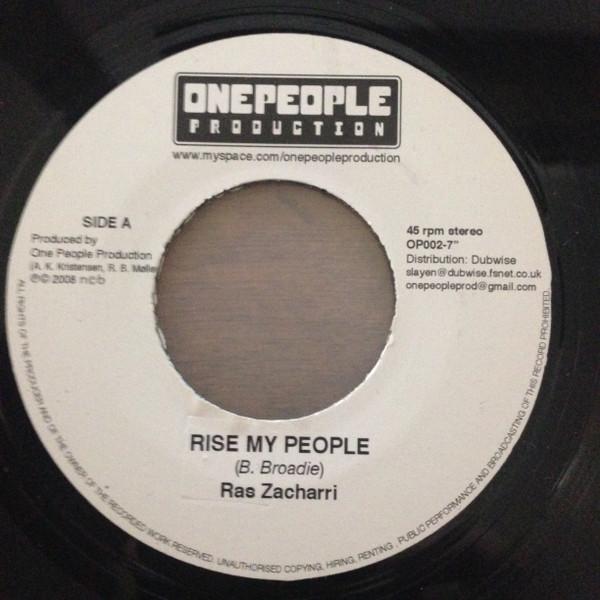 ONEPEOPLE
PRODUCTION
www.myspace.com/onepeopleproduction
SIDE A
Produced by
One People Production
(A. K. Kristensen, R. B. Møller
℗© 2008 ncb
45 rpm stereo
OP002-7"
Distribution: Dubwise
slayen@dubwise.fsnet.co.uk
onepeopleprod@gmail.com
RISE MY PEOPLE
(B. Broadie)
Ras Zacharri
ALL RIGHTS OF THE PRODUCER AND OF THE OWNER OF THE RECORDED WORK RESERVED. UNAUTHORISED COPYING, HIRING, RENTING, PUBLIC PERFORMANCE AND BROADCASTING OF THIS RECORD PROHIBITED.